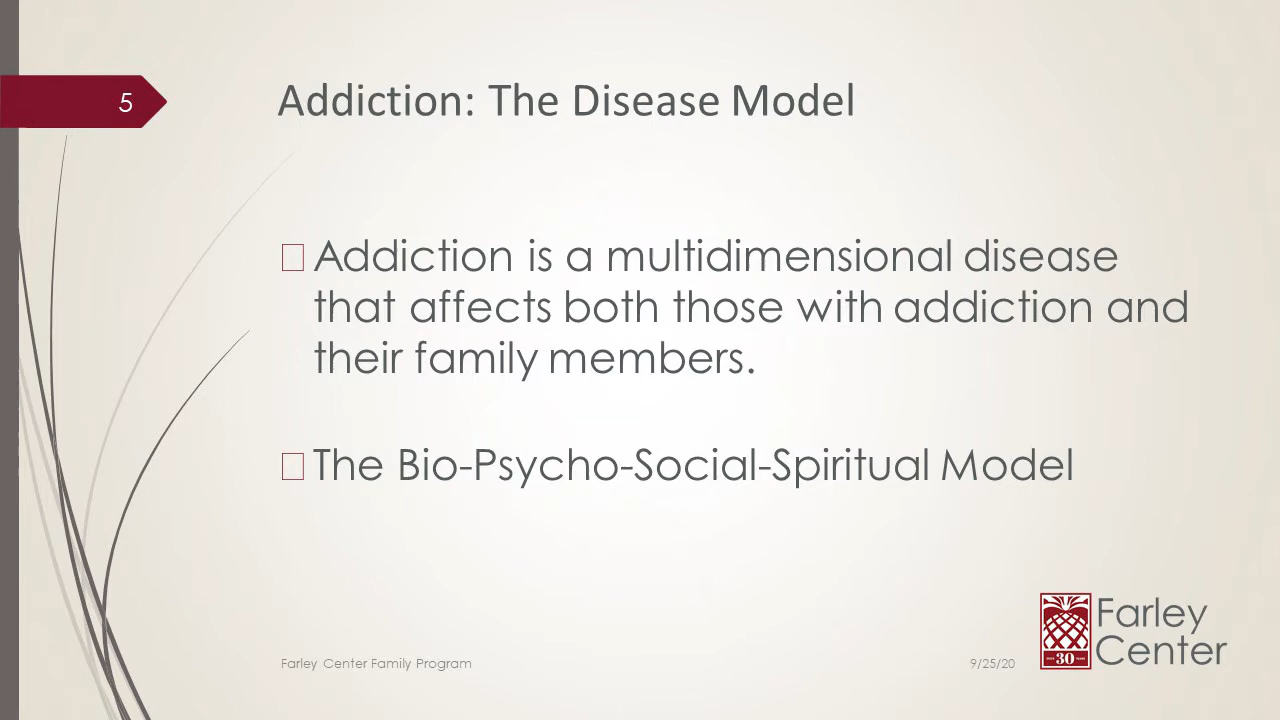 5
Addiction: The Disease Model
Addiction is a multidimensional disease
that affects both those with addiction and
their family members.
The Bio-Psycho-Social-Spiritual Model
Farley Center Family Program
9/25/20
30
Farley
Center